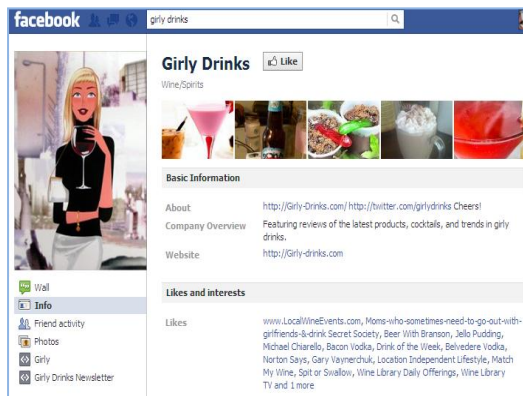 facebook
girly drinks
Girly Drinks
Like
Wine/Spirits
Basic Information
About http://Girly-Drinks.com/ http://twitter.com/girlydrinks Cheers!
Company Overview Featuring reviews of the latest products, cocktails, and trends in girly
drinks.
Website http://Girly-drinks.com
Wall
Info
Friend activity
Photos
Girly
Girly Drinks Newsletter
Likes and interests
Likes www.LocalWineEvents.com, Moms-who-sometimes-need-to-go-out-with-
girlfriends-&-drink Secret Society, Beer With Branson, Jello Pudding,
Michael Chiarello, Bacon Vodka, Drink of the Week, Belvedere Vodka,
Norton Says, Gary Vaynerchuk, Location Independent Lifestyle, Match
My Wine, Spit or Swallow, Wine Library Daily Offerings, Wine Library
TV and 1 more